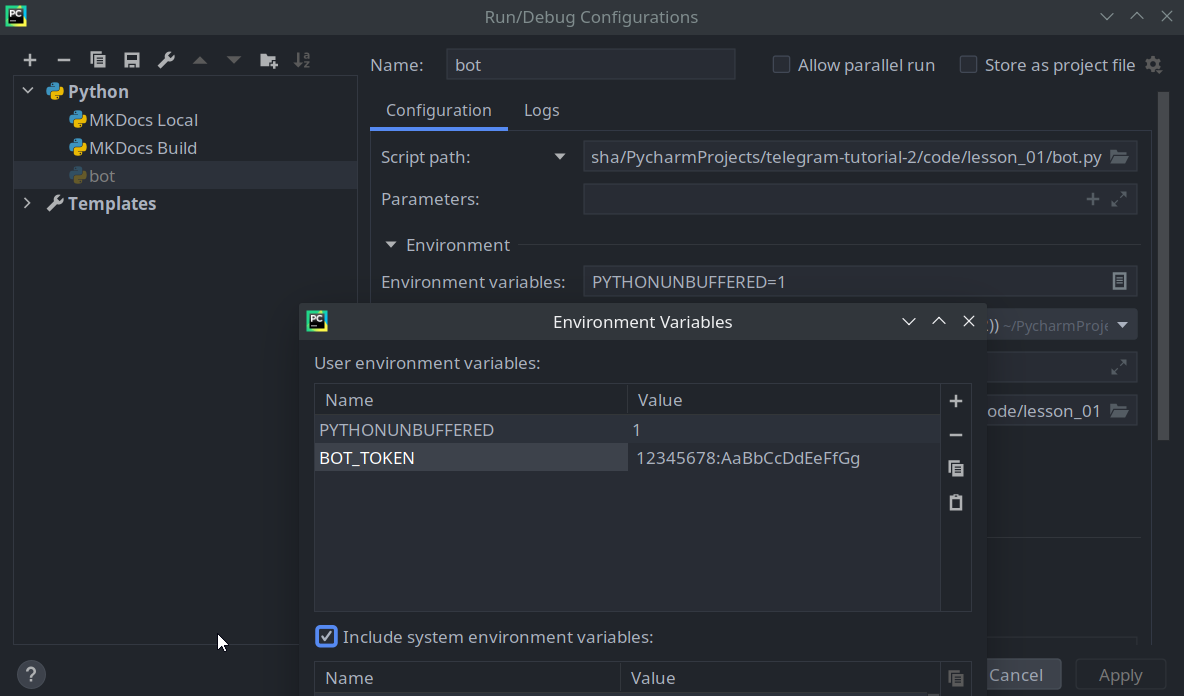 PC
Run/Debug Configurations
Name: bot
Allow parallel run
Store as project file
Python
MKDocs Local
MKDocs Build
bot
Templates
Configuration Logs
Script path: sha/PycharmProjects/telegram-tutorial-2/code/lesson_01/bot.py
Parameters:
Environment
Environment variables: PYTHONUNBUFFERED=1
:)) ~/PycharmProje
ode/lesson_01
PC
Environment Variables
User environment variables:
Name Value
PYTHONUNBUFFERED 1
BOT_TOKEN 12345678:AaBbCcDdEeFfGg
Include system environment variables:
Name Value
? Cancel Apply